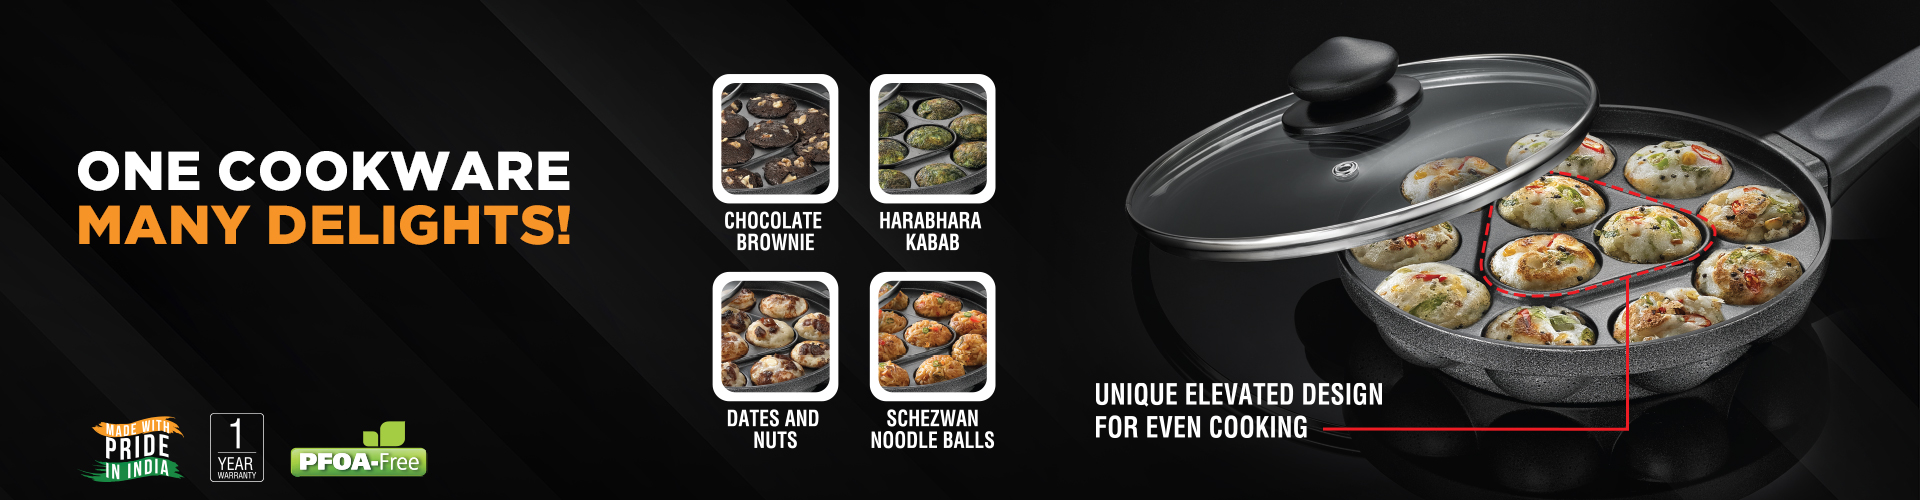 ONE COOKWARE
MANY DELIGHTS!
CHOCOLATE
BROWNIE
HARABHARA
KABAB
DATES AND
NUTS
SCHEZWAN
NOODLE BALLS
UNIQUE ELEVATED DESIGN
FOR EVEN COOKING
MADE WITH
PRIDE
IN INDIA
1
YEAR
WARRANTY
PFOA-Free